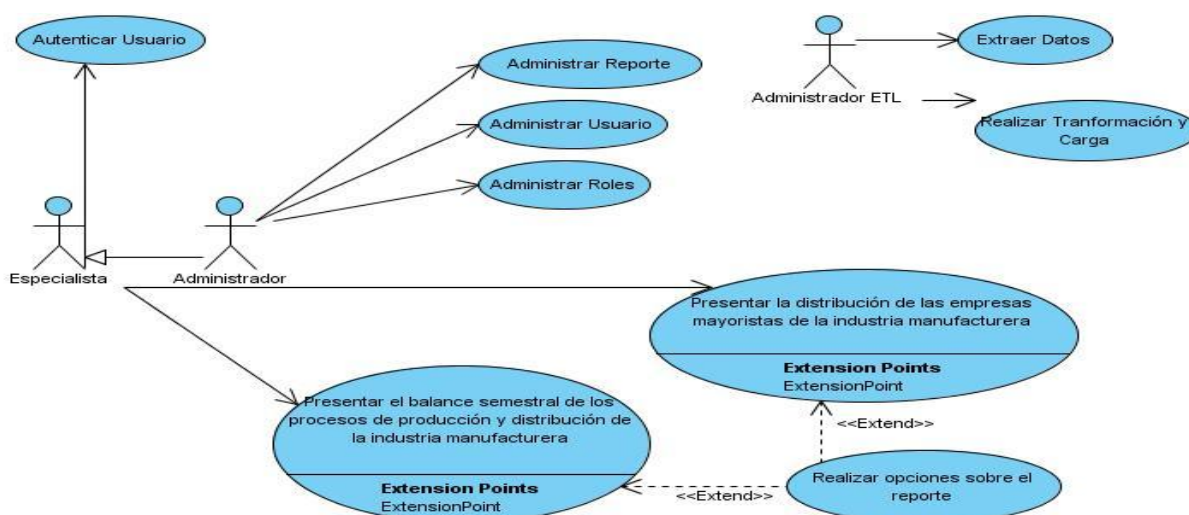 Autenticar Usuario
Administrar Reporte
Administrar Usuario
Administrar Roles
Extraer Datos
Administrador ETL
Realizar Tranformación y
Carga
Especialista
Administrador
Presentar la distribución de las empresas
mayoristas de la industria manufacturera
Extension Points
ExtensionPoint
Presentar el balance semestral de los
procesos de producción y distribución de
la industria manufacturera
Extension Points
ExtensionPoint
<<Extend>>
<<Extend>>
Realizar opciones sobre el
reporte